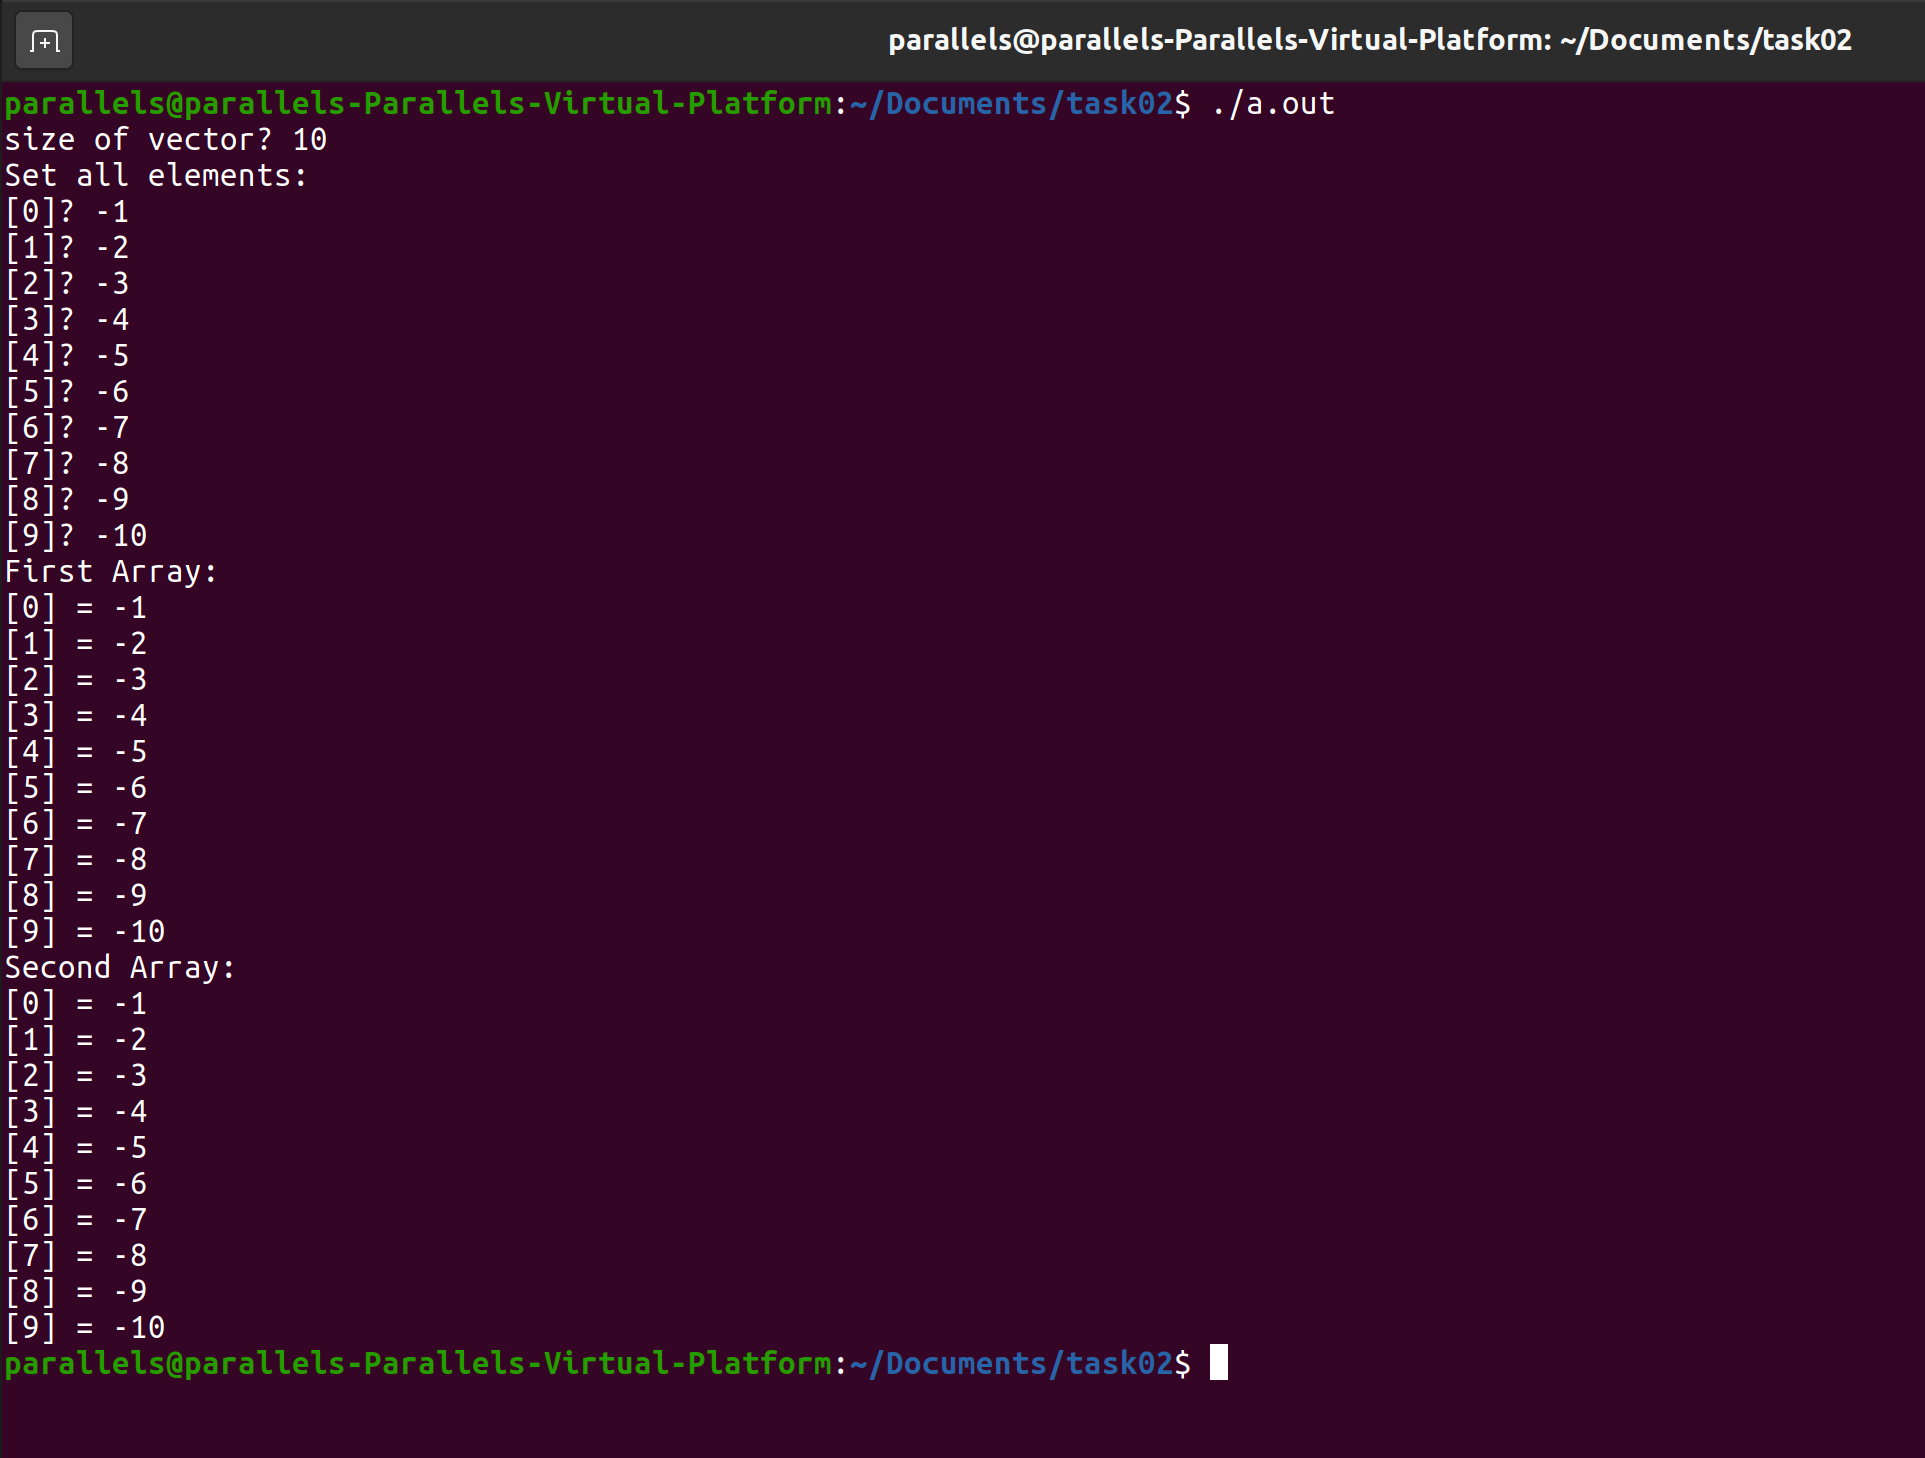 parallels@parallels-Parallels-Virtual-Platform: ~/Documents/task02
parallels@parallels-Parallels-Virtual-Platform:~/Documents/task02$ ./a.out
size of vector? 10
Set all elements:
[0]? -1
[1]? -2
[2]? -3
[3]? -4
[4]? -5
[5]? -6
[6]? -7
[7]? -8
[8]? -9
[9]? -10
First Array:
[0] = -1
[1] = -2
[2] = -3
[3] = -4
[4] = -5
[5] = -6
[6] = -7
[7] = -8
[8] = -9
[9] = -10
Second Array:
[0] = -1
[1] = -2
[2] = -3
[3] = -4
[4] = -5
[5] = -6
[6] = -7
[7] = -8
[8] = -9
[9] = -10
parallels@parallels-Parallels-Virtual-Platform:~/Documents/task02$